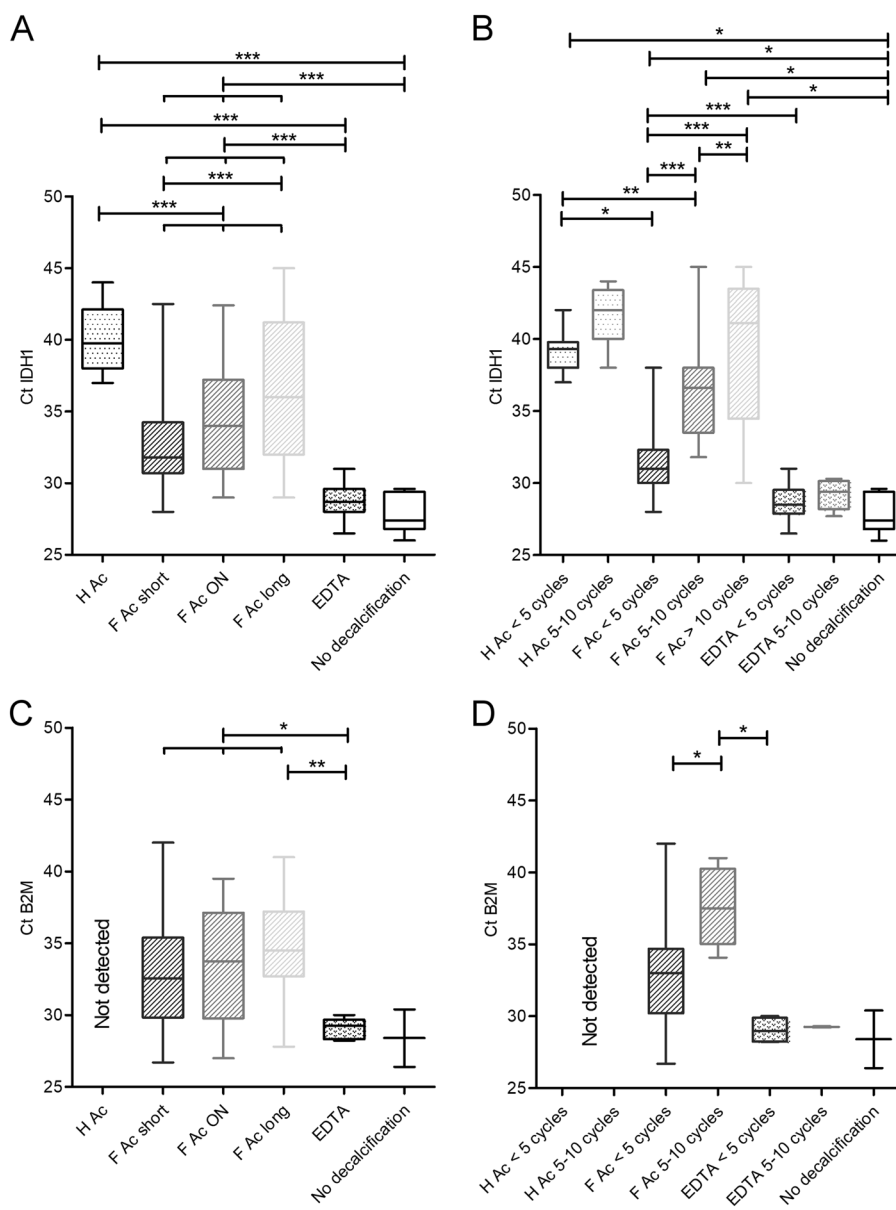 A
***
***
***
***
***
***
50
45
40
35
30
25
Ct IDH1
H Ac
F Ac short
F Ac ON
F Ac long
EDTA
No decalcification
B
*
*
*
*
***
***
**
***
**
*
50
45
40
35
30
25
Ct IDH1
H Ac < 5 cycles
H Ac 5-10 cycles
F Ac < 5 cycles
F Ac 5-10 cycles
F Ac > 10 cycles
EDTA < 5 cycles
EDTA 5-10 cycles
No decalcification
C
*
**
50
45
40
35
30
25
Ct B2M
Not detected
H Ac
F Ac short
F Ac ON
F Ac long
EDTA
No decalcification
D
*
*
50
45
40
35
30
25
Ct B2M
Not detected
H Ac < 5 cycles
H Ac 5-10 cycles
F Ac < 5 cycles
F Ac 5-10 cycles
EDTA < 5 cycles
EDTA 5-10 cycles
No decalcification